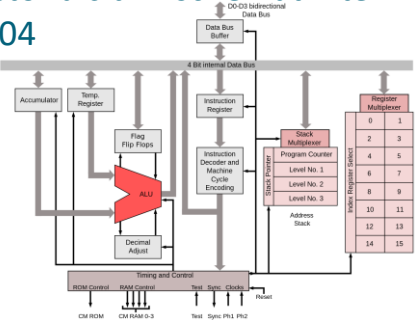 04
D0-D3 bidirectional
Data Bus
Data Bus
Buffer
4 Bit internal Data Bus
Accumulator
Temp.
Register
Flag
Flip Flops
ALU
Decimal
Adjust
Instruction
Register
Instruction
Decoder and
Machine
Cycle
Encoding
Stack
Multiplexer
Stack Pointer
Program Counter
Level No. 1
Level No. 2
Level No. 3
Address
Stack
Register
Multiplexer
Index Register Select
0 1
2 3
4 5
6 7
8 9
10 11
12 13
14 15
Timing and Control
ROM Control RAM Control Test Sync Clocks
Reset
CM ROM CM RAM 0-3 Test Sync Ph1 Ph2